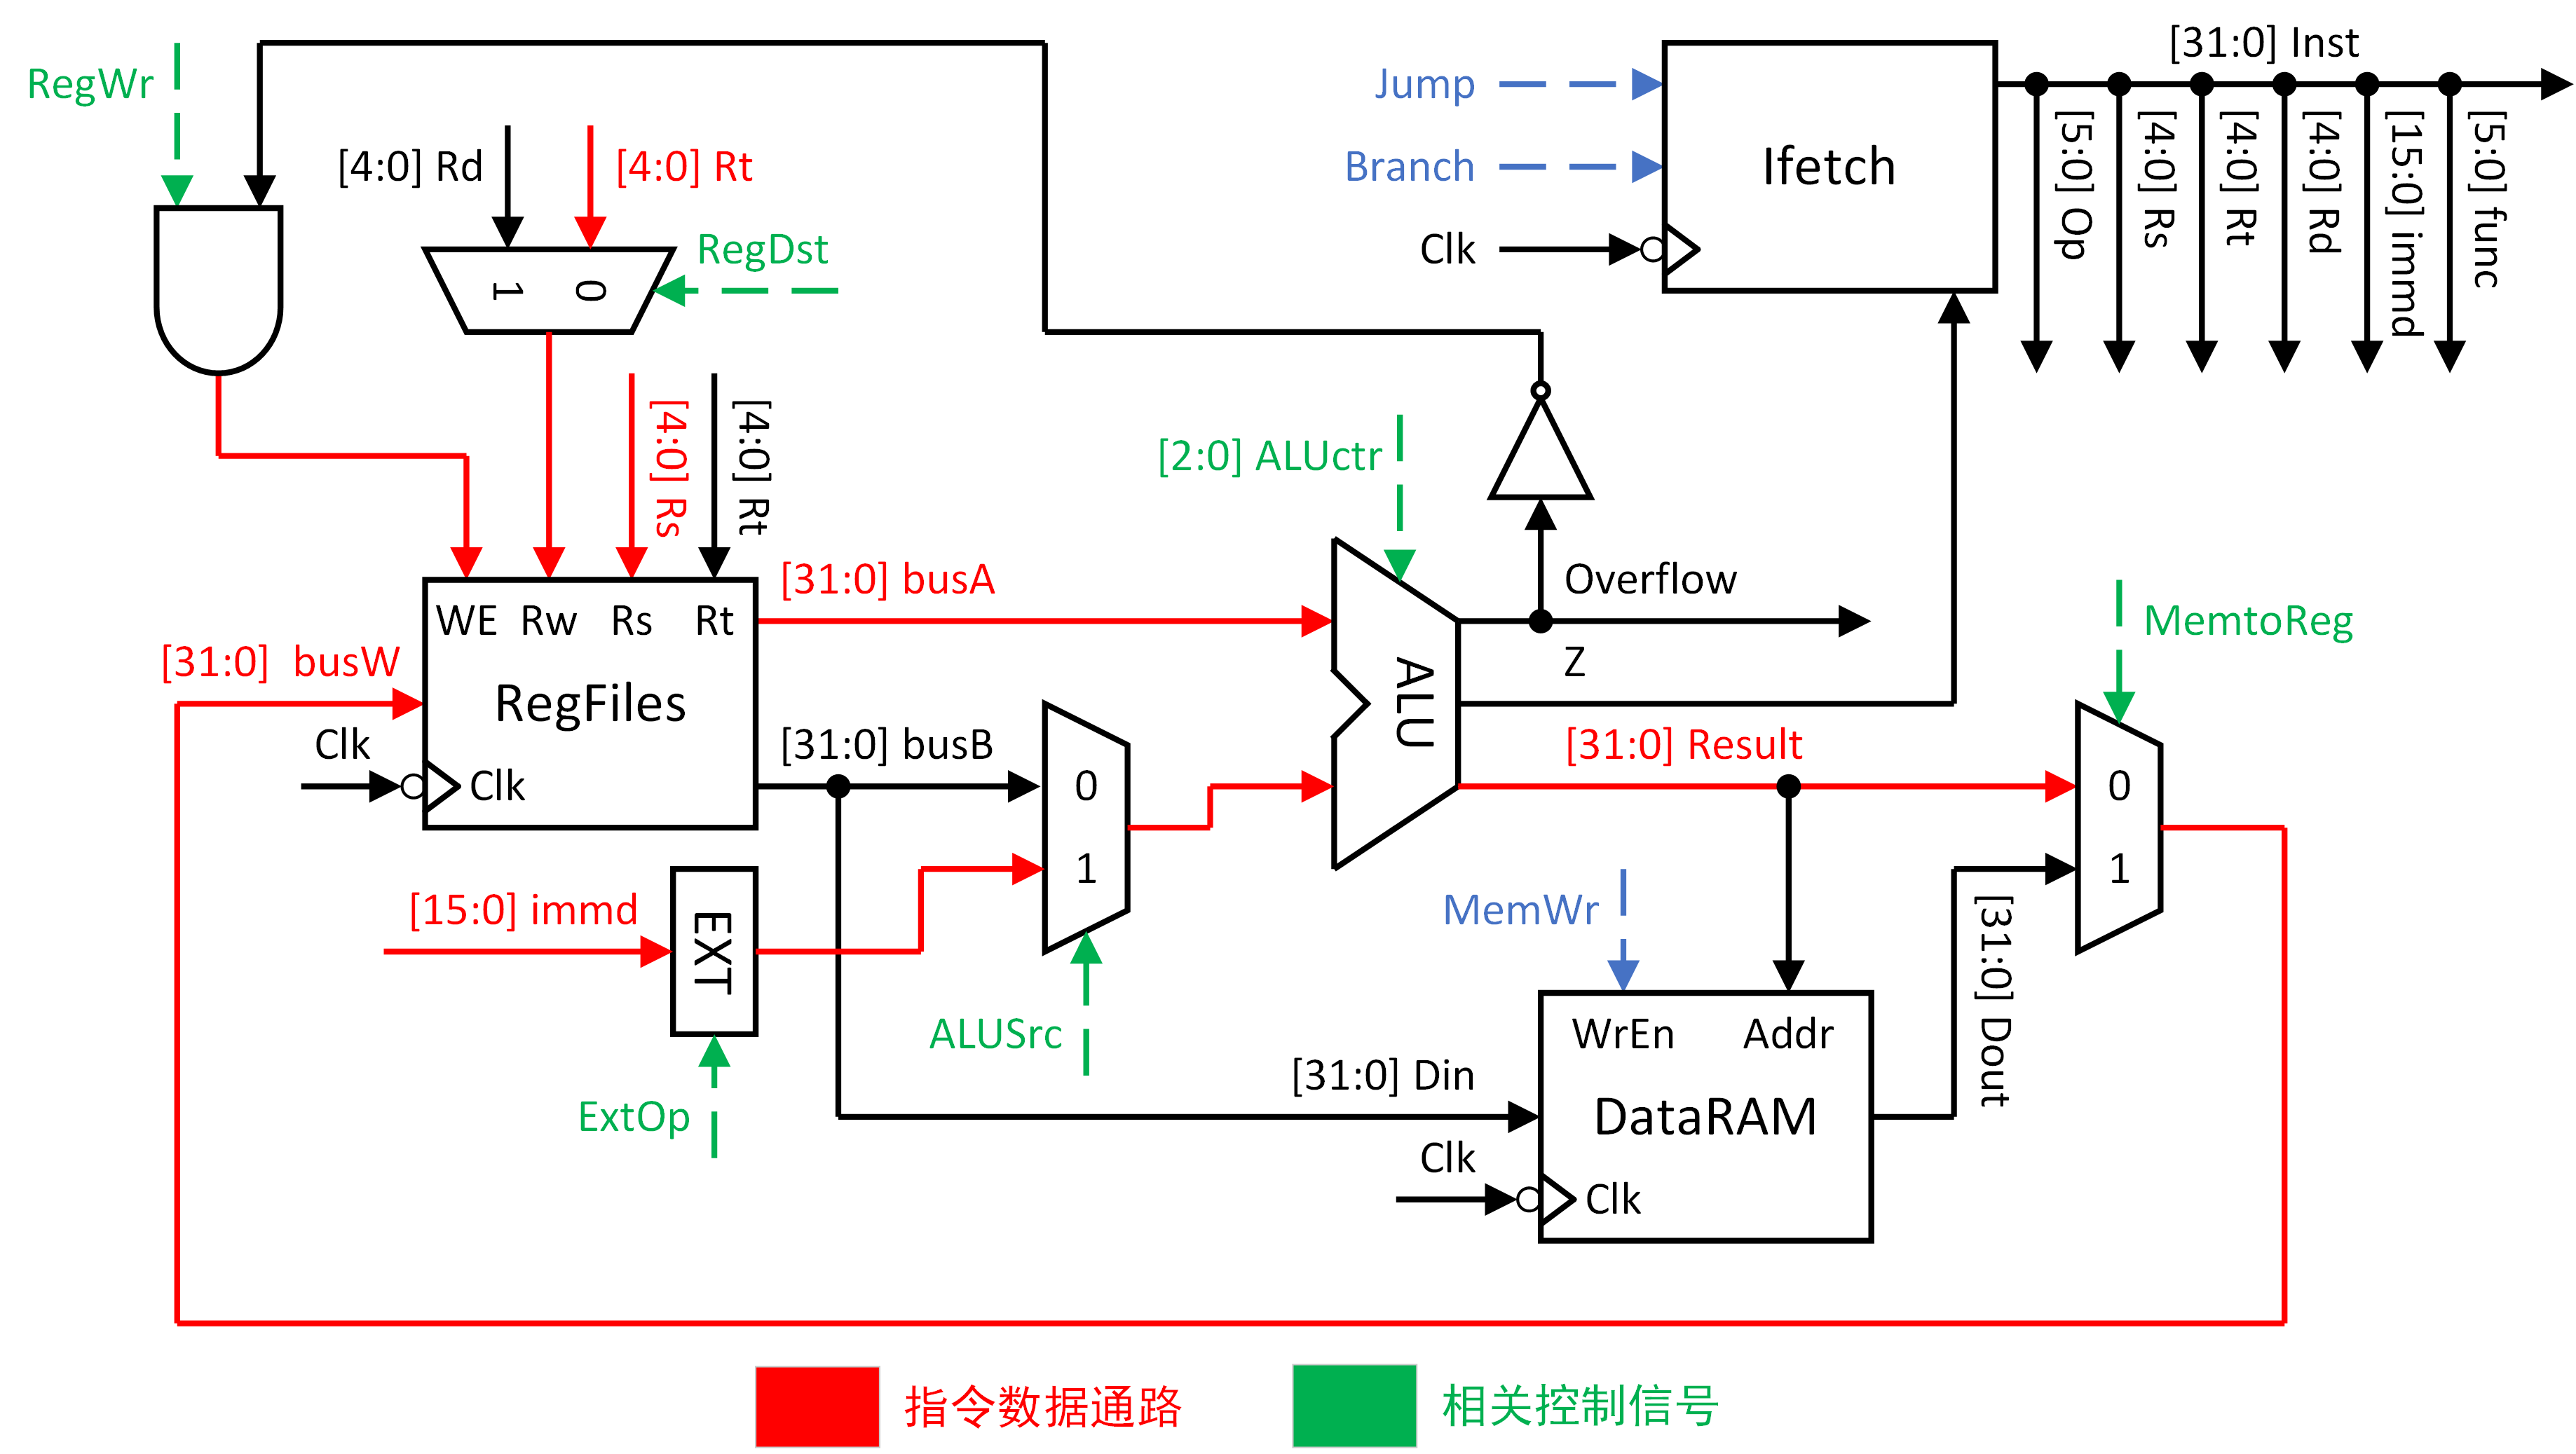 [31:0] Inst
RegWr
Jump
[4:0] Rd
[4:0] Rt
Branch
Ifetch
[5:0] Op
[4:0] Rs
[4:0] Rt
[4:0] Rd
[15:0] immd
[5:0] func
RegDst
Clk
1
0
[4:0] Rs
[4:0] Rt
[2:0] ALUctr
[31:0] busA
Overflow
WE Rw Rs Rt
MemtoReg
[31:0] busW
Z
RegFiles
ALU
Clk
[31:0] busB
[31:0] Result
Clk
0
0
1
1
[15:0] immd
EXT
MemWr
[31:0] Dout
ALUSrc
WrEn Addr
[31:0] Din
ExtOp
DataRAM
Clk
Clk
指令数据通路
相关控制信号